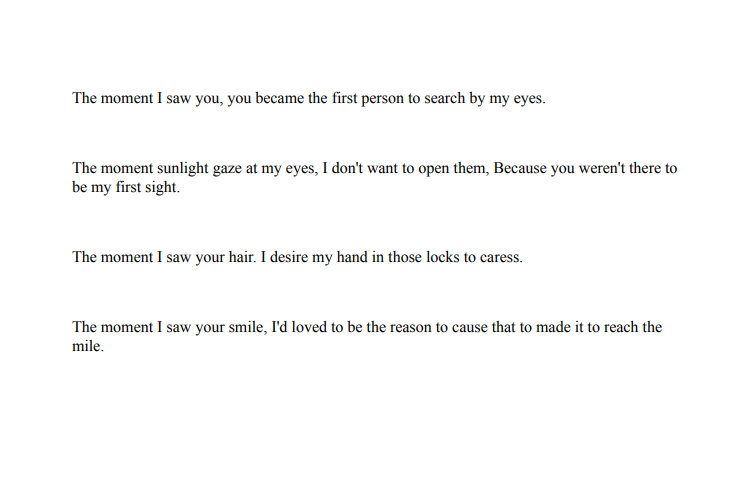 The moment I saw you, you became the first person to search by my eyes.
The moment sunlight gaze at my eyes, I don't want to open them, Because you weren't there to
be my first sight.
The moment I saw your hair. I desire my hand in those locks to caress.
The moment I saw your smile, I'd loved to be the reason to cause that to made it to reach the
mile.